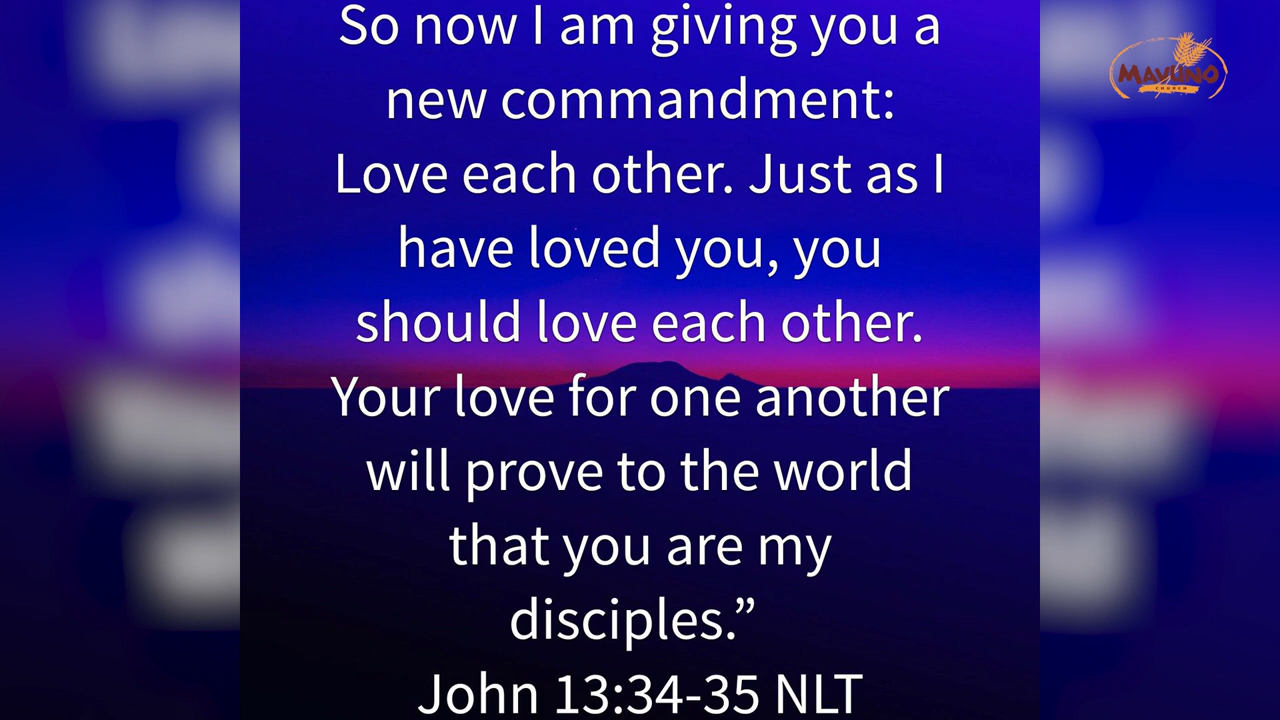 So now I am giving you a
new commandment:
Love each other. Just as I
have loved you, you
should love each other.
Your love for one another
will prove to the world
that you are my
disciples.”
John 13:34-35 NLT
MAVUNO
CHURCH